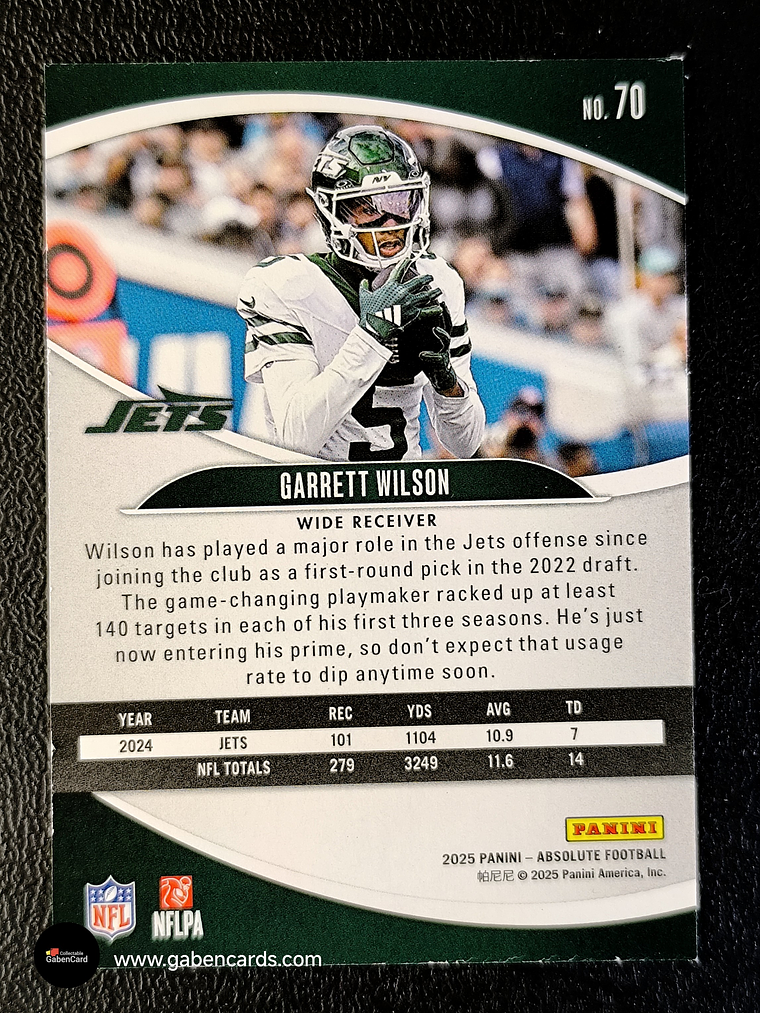 NO. 70
JETS
NY
5
JETS
GARRETT WILSON
WIDE RECEIVER
Wilson has played a major role in the Jets offense since
joining the club as a first-round pick in the 2022 draft.
The game-changing playmaker racked up at least
140 targets in each of his first three seasons. He's just
now entering his prime, so don't expect that usage
rate to dip anytime soon.
YEAR TEAM REC YDS AVG TD
2024 JETS 101 1104 10.9 7
NFL TOTALS 279 3249 11.6 14
PANINI
2025 PANINI – ABSOLUTE FOOTBALL
帕尼尼 © 2025 Panini America, Inc.
NFL
NFLPA
Collectable
GabenCard
www.gabencards.com